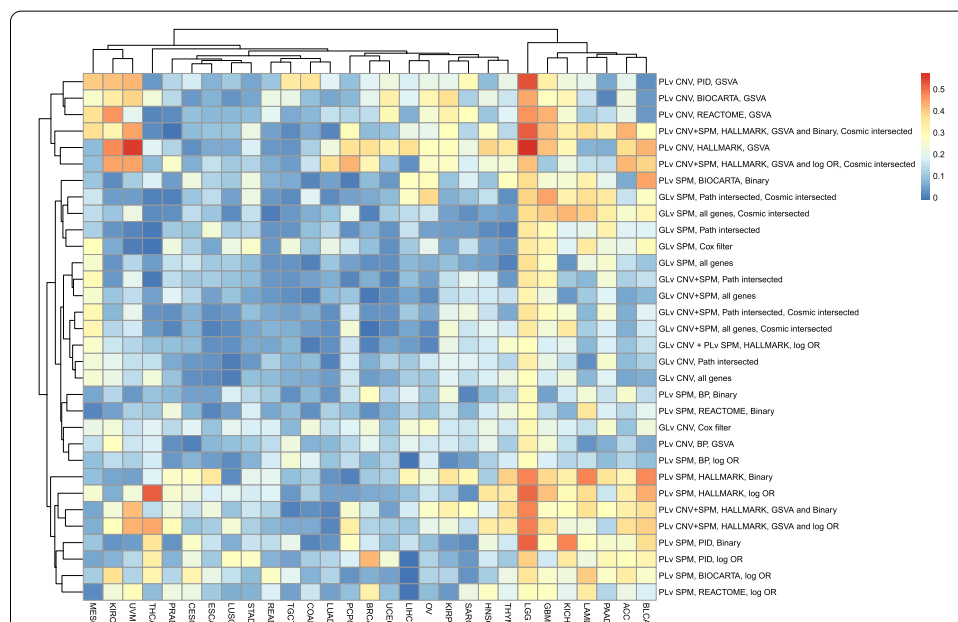 PLv CNV, PID, GSVA
PLv CNV, BIOCARTA, GSVA
PLv CNV, REACTOME, GSVA
PLv CNV+SPM, HALLMARK, GSVA and Binary, Cosmic intersected
PLv CNV, HALLMARK, GSVA
PLv CNV+SPM, HALLMARK, GSVA and log OR, Cosmic intersected
PLv SPM, BIOCARTA, Binary
GLv SPM, Path intersected, Cosmic intersected
GLv SPM, all genes, Cosmic intersected
GLv SPM, Path intersected
GLv SPM, Cox filter
GLv SPM, all genes
GLv CNV+SPM, Path intersected
GLv CNV+SPM, all genes
GLv CNV+SPM, Path intersected, Cosmic intersected
GLv CNV+SPM, all genes, Cosmic intersected
GLv CNV + PLv SPM, HALLMARK, log OR
GLv CNV, Path intersected
GLv CNV, all genes
PLv SPM, BP, Binary
PLv SPM, REACTOME, Binary
GLv CNV, Cox filter
PLv CNV, BP, GSVA
PLv SPM, BP, log OR
PLv SPM, HALLMARK, Binary
PLv SPM, HALLMARK, log OR
PLv CNV+SPM, HALLMARK, GSVA and Binary
PLv CNV+SPM, HALLMARK, GSVA and log OR
PLv SPM, PID, Binary
PLv SPM, PID, log OR
PLv SPM, BIOCARTA, log OR
PLv SPM, REACTOME, log OR
0.5
0.4
0.3
0.2
0.1
0
KIRC
UVM
LUSC
STAD
COAD
LUAD
LIHC
OV
KIRP
HNSC
THYM
LGG
GBM
KICH
PAAD
ACC